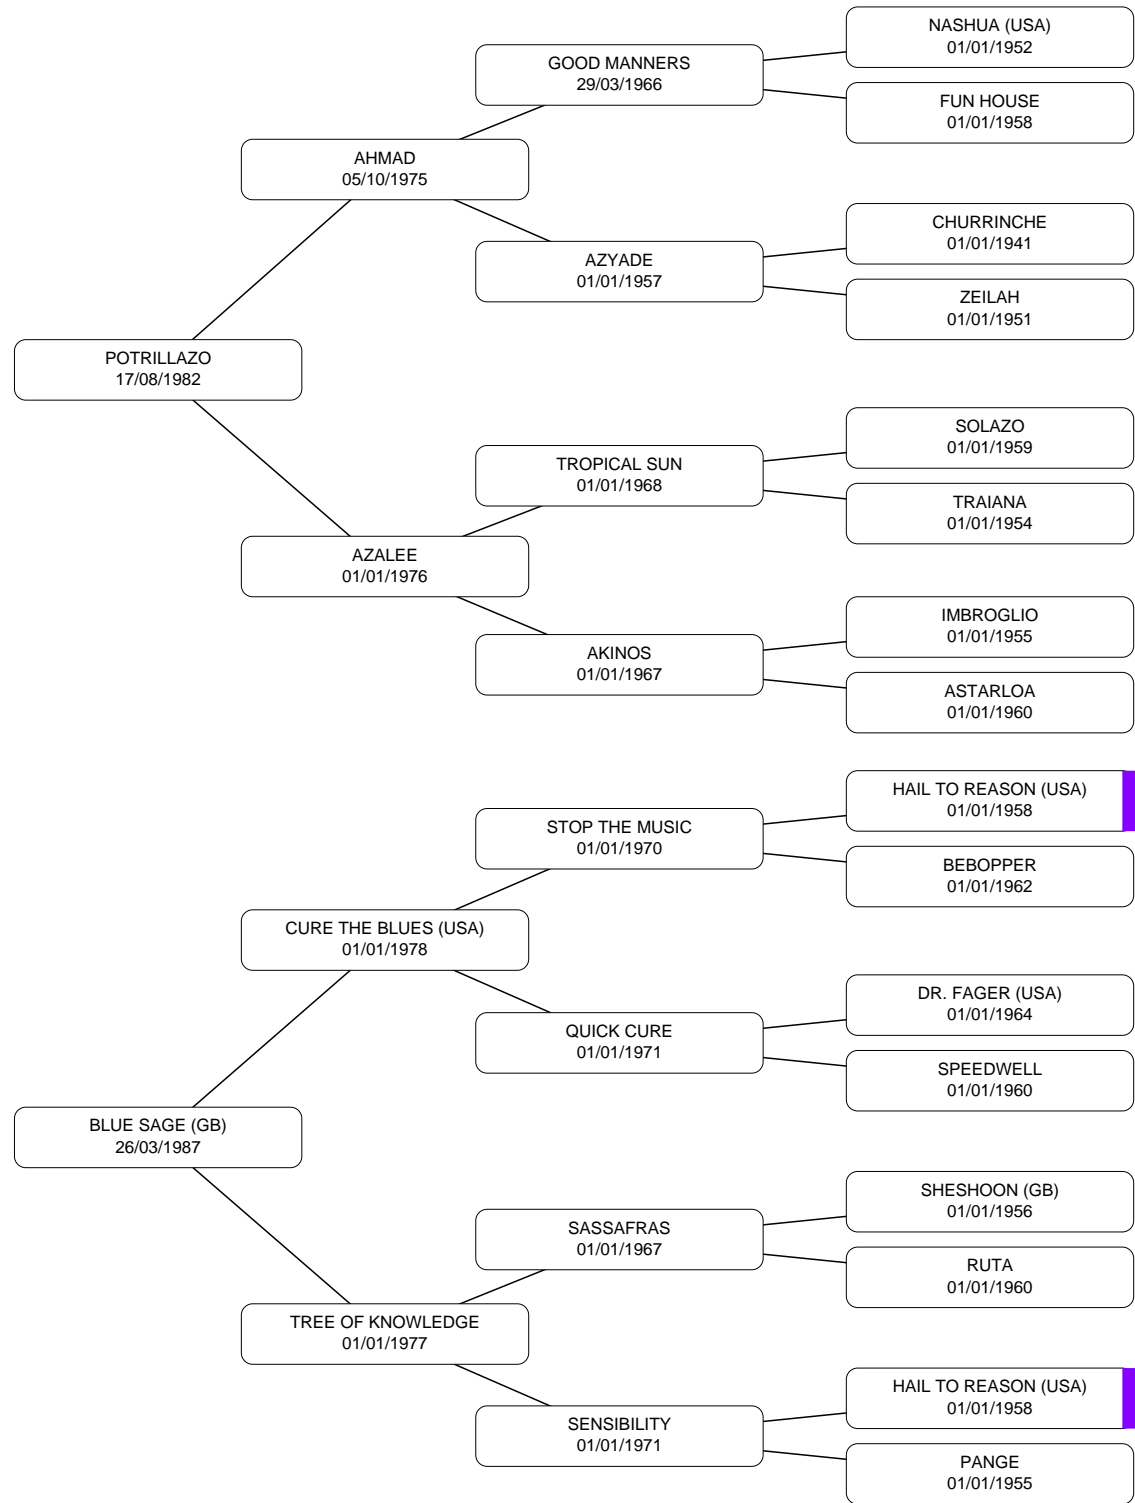 NASHUA (USA)
01/01/1952
GOOD MANNERS
29/03/1966
FUN HOUSE
01/01/1958
AHMAD
05/10/1975
CHURRINCHE
01/01/1941
AZYADE
01/01/1957
ZEILAH
01/01/1951
POTRILLAZO
17/08/1982
SOLAZO
01/01/1959
TROPICAL SUN
01/01/1968
TRAIANA
01/01/1954
AZALEE
01/01/1976
IMBROGLIO
01/01/1955
AKINOS
01/01/1967
ASTARLOA
01/01/1960
HAIL TO REASON (USA)
01/01/1958
STOP THE MUSIC
01/01/1970
BEBOPPER
01/01/1962
CURE THE BLUES (USA)
01/01/1978
DR. FAGER (USA)
01/01/1964
QUICK CURE
01/01/1971
SPEEDWELL
01/01/1960
BLUE SAGE (GB)
26/03/1987
SHESHOON (GB)
01/01/1956
SASSAFRAS
01/01/1967
RUTA
01/01/1960
TREE OF KNOWLEDGE
01/01/1977
HAIL TO REASON (USA)
01/01/1958
SENSIBILITY
01/01/1971
PANGE
01/01/1955